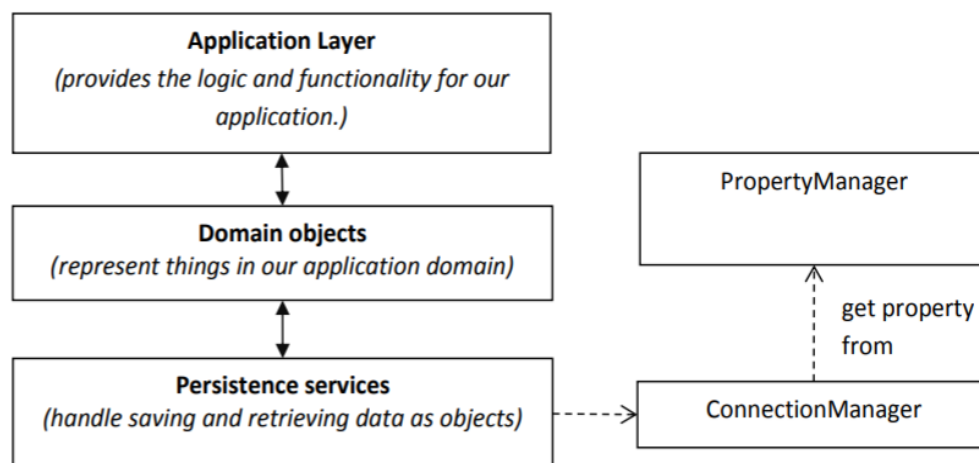 Application Layer
(provides the logic and functionality for our
application.)
PropertyManager
Domain objects
(represent things in our application domain)
get property
from
Persistence services
(handle saving and retrieving data as objects)
ConnectionManager